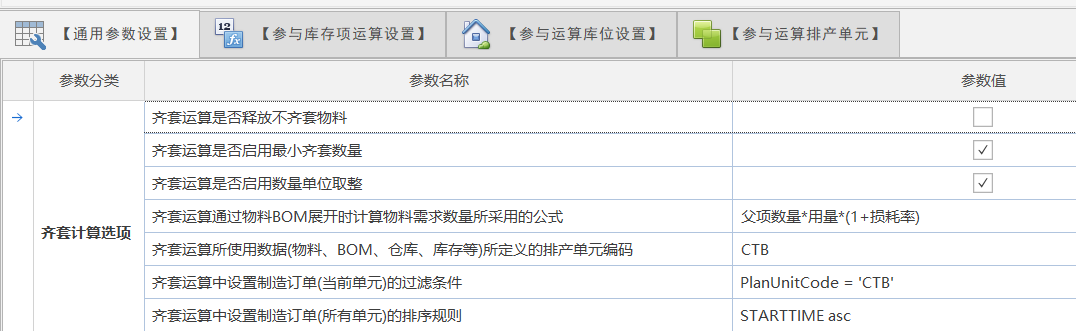 【通用参数设置】
12
fx
【参与库存项运算设置】
【参与运算库位设置】
【参与运算排产单元】
参数分类
参数名称
参数值
齐套计算选项
齐套运算是否释放不齐套物料
齐套运算是否启用最小齐套数量
齐套运算是否启用数量单位取整
齐套运算通过物料BOM展开时计算物料需求数量所采用的公式
父项数量*用量*(1+损耗率)
齐套运算所使用数据(物料、BOM、仓库、库存等)所定义的排产单元编码
CTB
齐套运算中设置制造订单(当前单元)的过滤条件
PlanUnitCode = 'CTB'
齐套运算中设置制造订单(所有单元)的排序规则
STARTTIME asc